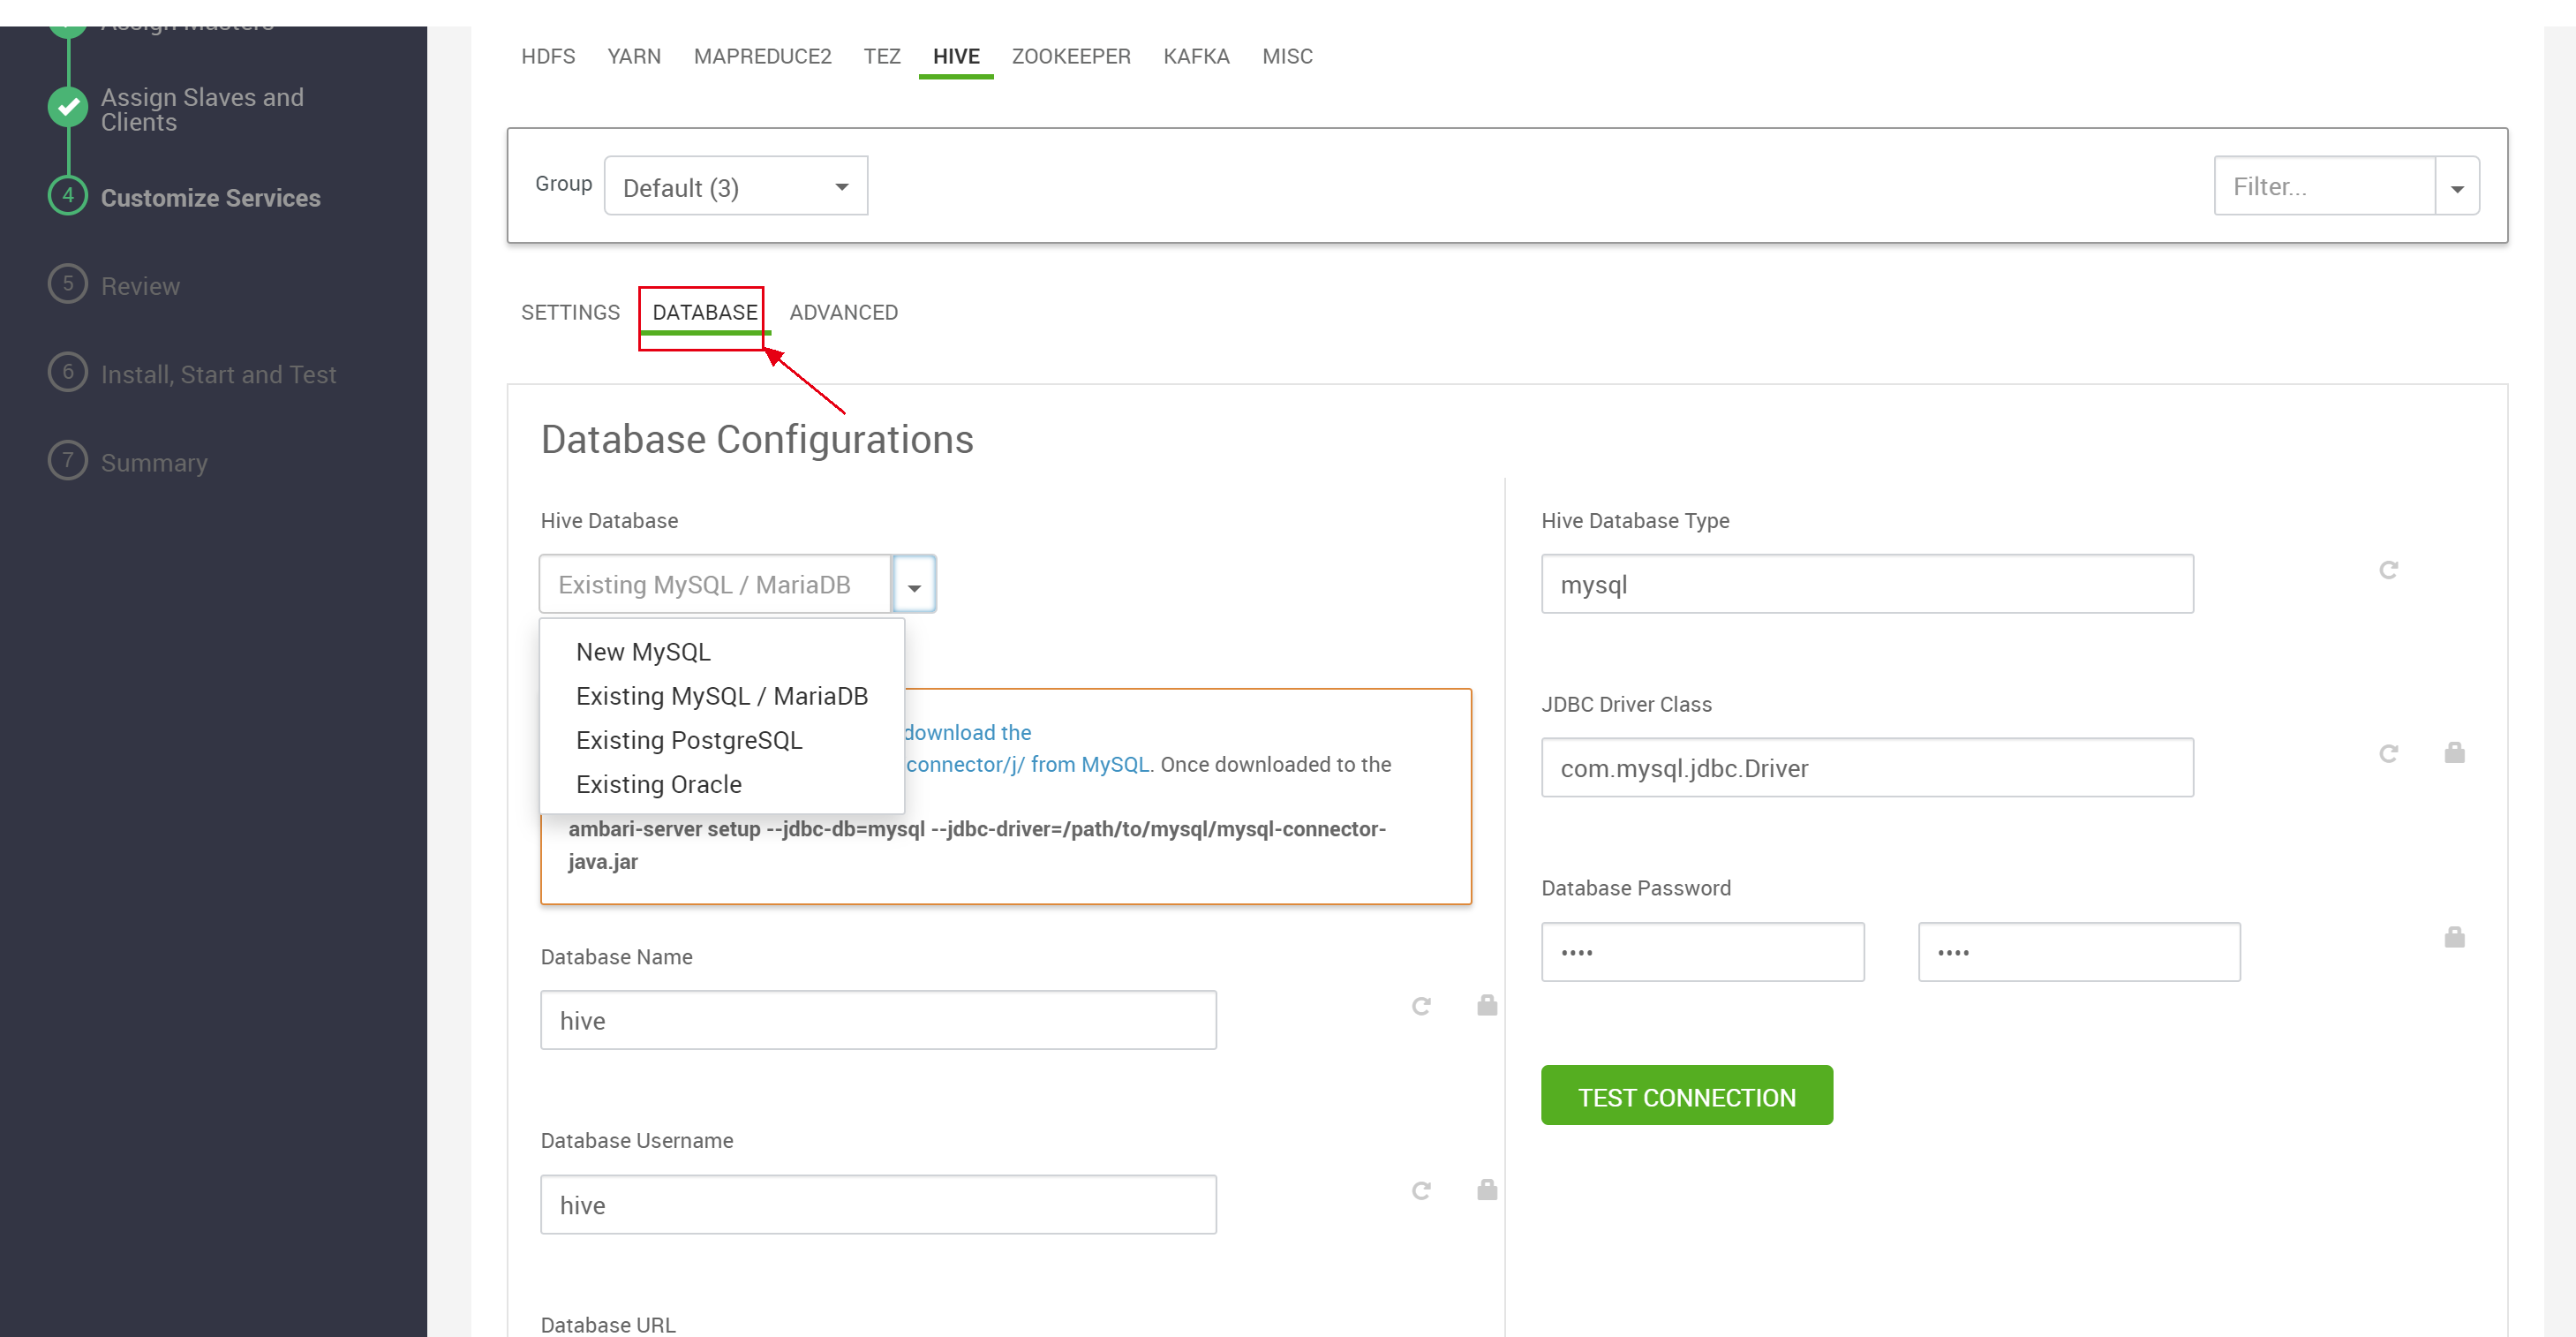 Assign Masters
Assign Slaves and
Clients
4
Customize Services
5
Review
6
Install, Start and Test
7
Summary
HDFS YARN MAPREDUCE2 TEZ HIVE ZOOKEEPER KAFKA MISC
Group
Default (3)
Filter...
SETTINGS DATABASE ADVANCED
Database Configurations
Hive Database
Existing MySQL / MariaDB
New MySQL
Existing MySQL / MariaDB
Existing PostgreSQL
Existing Oracle
download the
connector/j/ from MySQL. Once downloaded to the
ambari-server setup --jdbc-db=mysql --jdbc-driver=/path/to/mysql/mysql-connector-
java.jar
Database Name
hive
Database Username
hive
Database URL
Hive Database Type
mysql
JDBC Driver Class
com.mysql.jdbc.Driver
Database Password
••••
••••
TEST CONNECTION